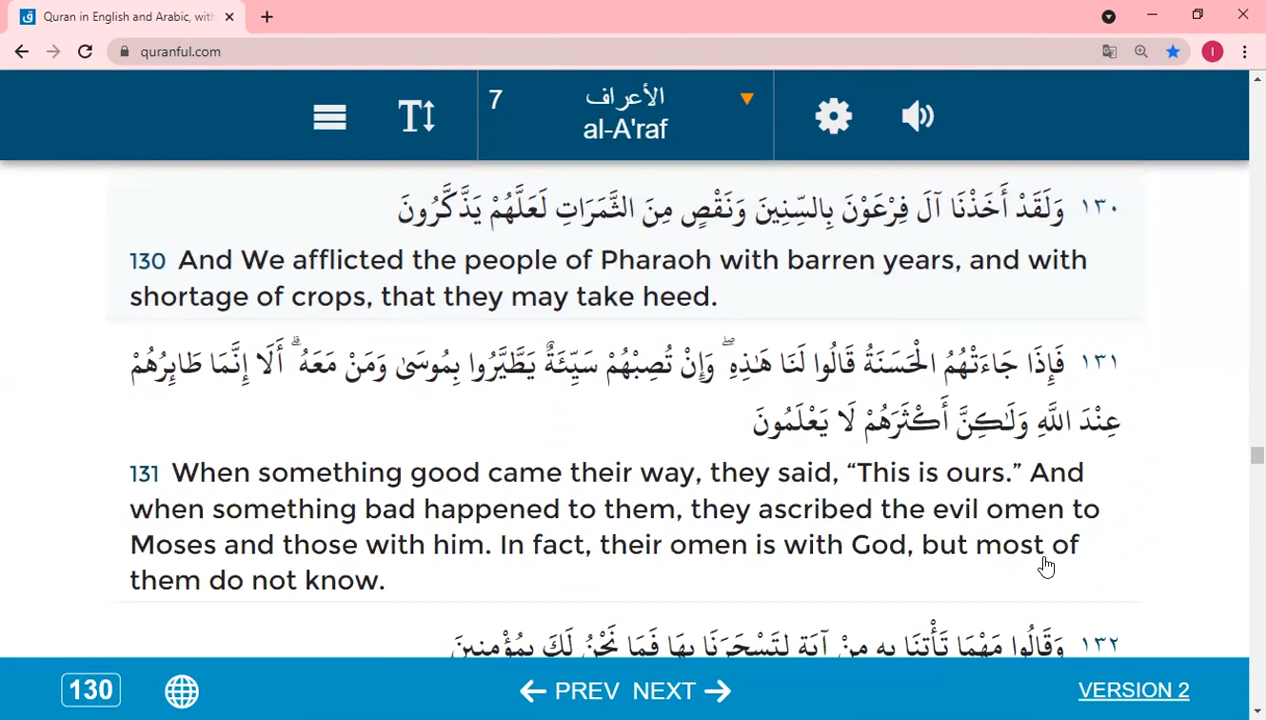 Quran in English and Arabic, with
quranful.com
I
7
الأعراف
al-A'raf
١٣٠ وَلَقَدْ أَخَذْنَا آلَ فِرْعَوْنَ بِالسِّنِينَ وَنَقْصٍ مِنَ الثَّمَرَاتِ لَعَلَّهُمْ يَذَّكَّرُونَ
130 And We afflicted the people of Pharaoh with barren years, and with
shortage of crops, that they may take heed.
١٣١ فَإِذَا جَاءَتْهُمُ الْحَسَنَةُ قَالُوا لَنَا هَٰذِهِ ۖ وَإِنْ تُصِبْهُمْ سَيِّئَةٌ يَطَّيَّرُوا بِمُوسَىٰ وَمَنْ مَعَهُ ۗ أَلَا إِنَّمَا طَائِرُهُمْ
عِنْدَ اللَّهِ وَلَٰكِنَّ أَكْثَرَهُمْ لَا يَعْلَمُونَ
131 When something good came their way, they said, “This is ours.” And
when something bad happened to them, they ascribed the evil omen to
Moses and those with him. In fact, their omen is with God, but most of
them do not know.
١٣٢ وَقَالُوا مَهْمَا تَأْتِنَا بِهِ مِنْ آيَةٍ لِتَسْحَرَنَا بِهَا فَمَا نَحْنُ لَكَ بِمُؤْمِنِينَ
130
PREV NEXT
VERSION 2